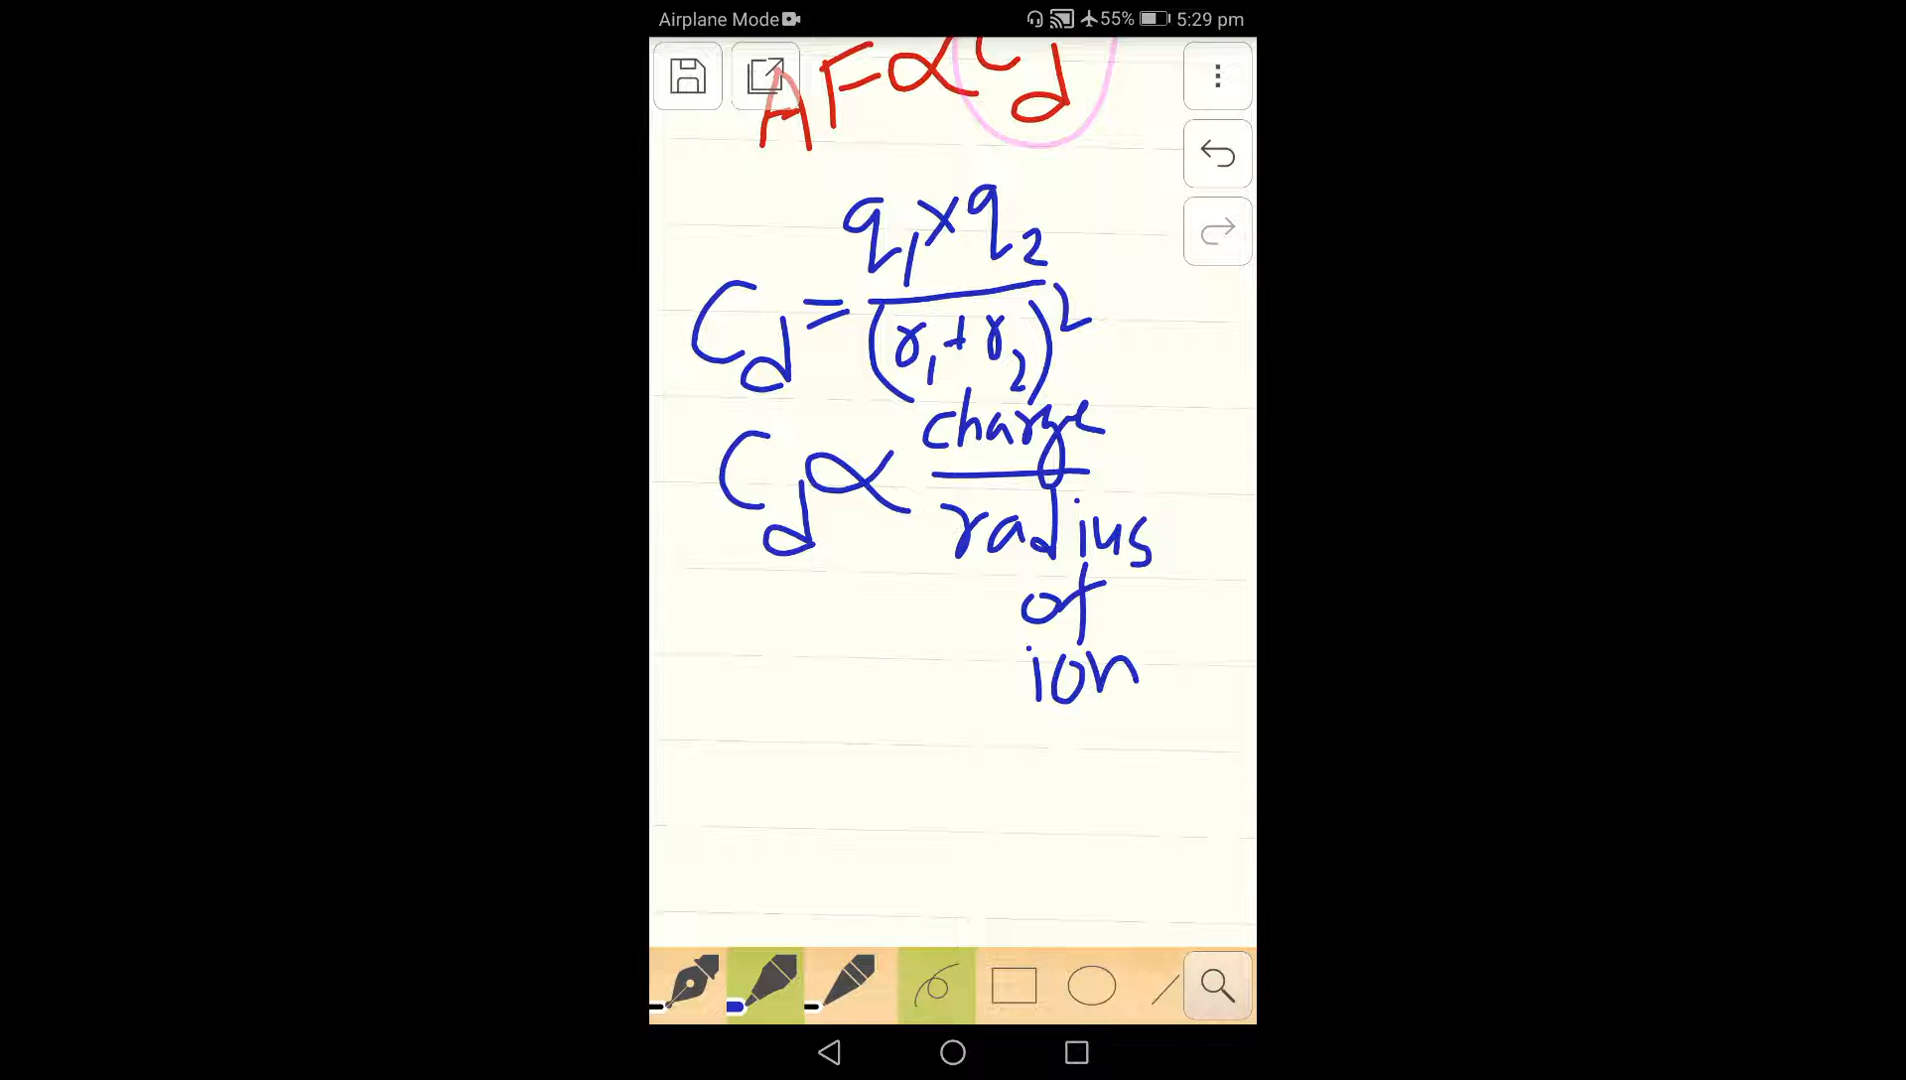 Airplane Mode 55% 5:29 pm
AF∝Cd
q₁×q₂
Cd=
(r₁+r₂)²
charge
Cd∝
radius
of
ion